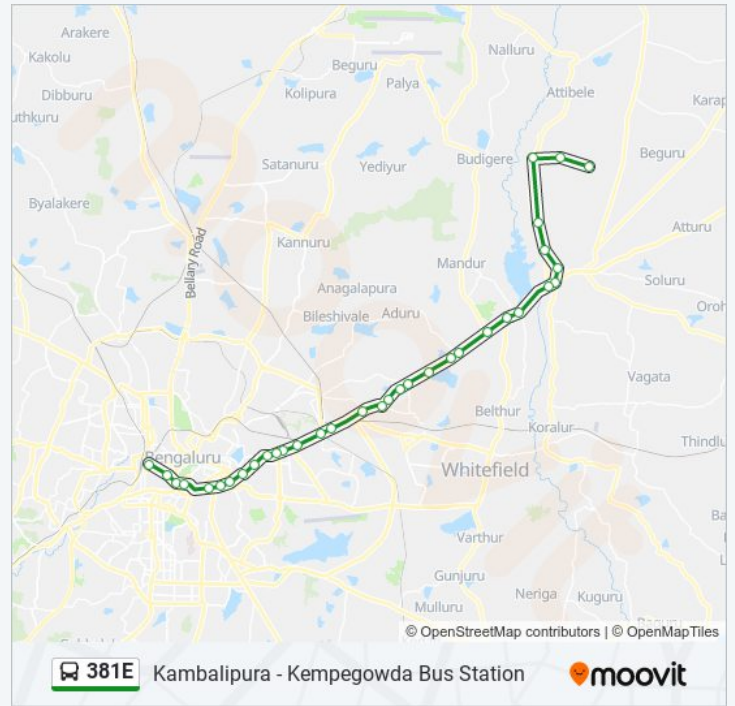 Arakere
Kakolu
Nalluru
Beguru
Palya
Dibburu
uthkuru
Kolipura
Attibele
Karap
Satanuru
Yediyur
Budigere
Beguru
Byalakere
Kannuru
Atturu
Bellary Road
Mandur
Soluru
Anagalapura
Bileshivale
Aduru
Oroh
Vagata
Belthur
Koralur
Thindlu
Bengaluru
Whitefield
Ba
Varthur
Gunjuru
Mulluru
Neriga
Kuguru
© OpenStreetMap contributors | © OpenMapTiles
381E Kambalipura - Kempegowda Bus Station moovit